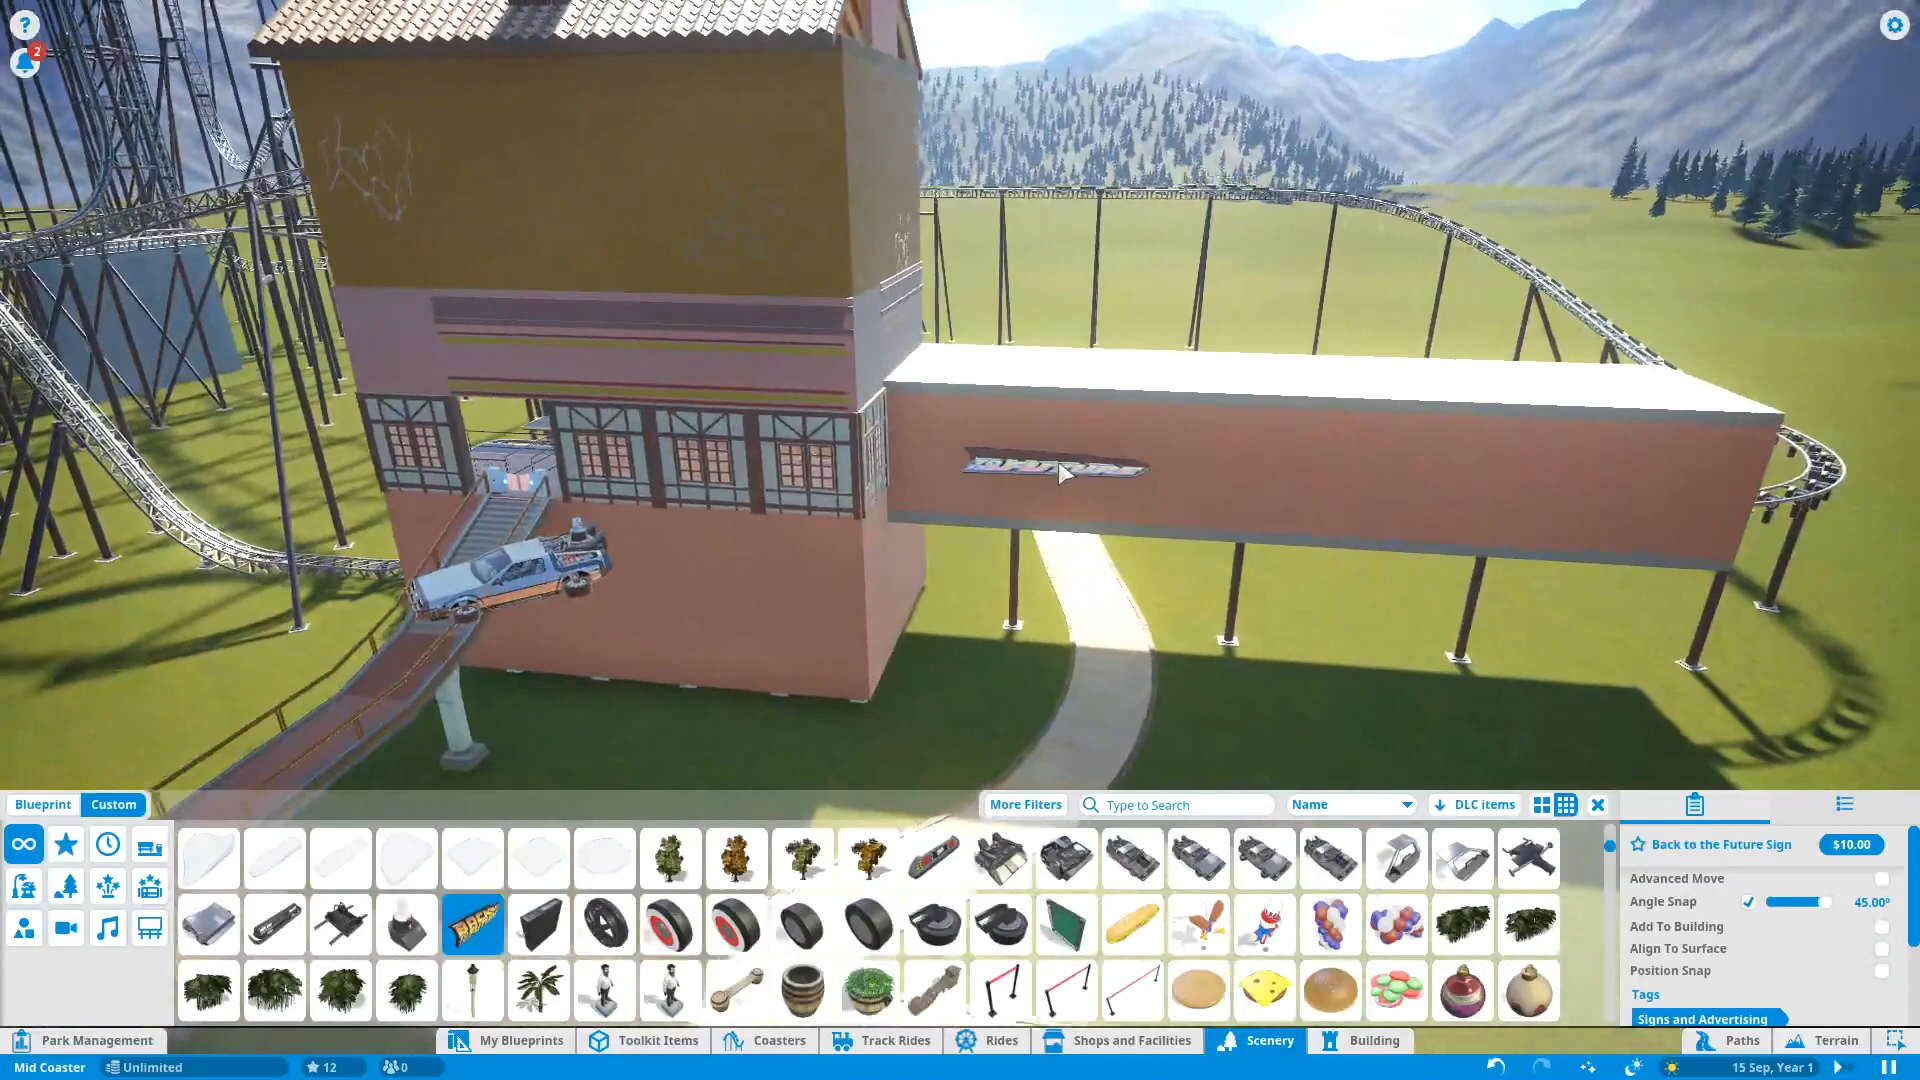 ?
2
Blueprint
Custom
More Filters
Type to Search
Name
DLC items
Back to the Future Sign
$10.00
Advanced Move
Angle Snap
45.00°
Add To Building
Align To Surface
Position Snap
Tags
Signs and Advertising
Park Management
My Blueprints
Toolkit Items
Coasters
Track Rides
Rides
Shops and Facilities
Scenery
Building
Paths
Terrain
Mid Coaster
Unlimited
12
0
15 Sep, Year 1